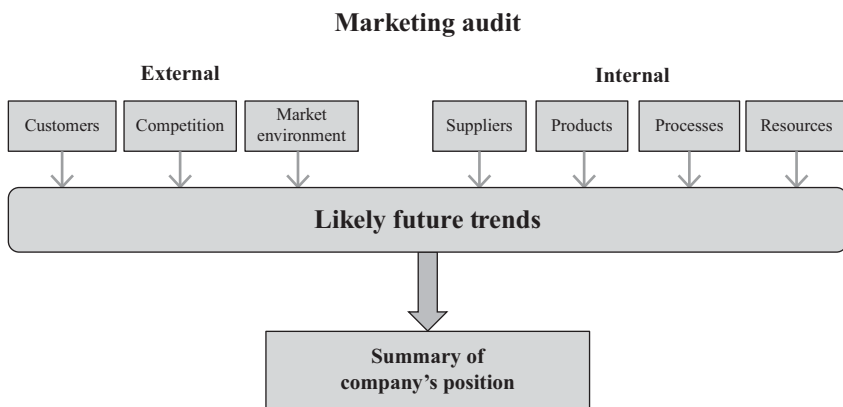 Marketing audit
External
Internal
Customers
Competition
Market
environment
Suppliers
Products
Processes
Resources
Likely future trends
Summary of
company's position